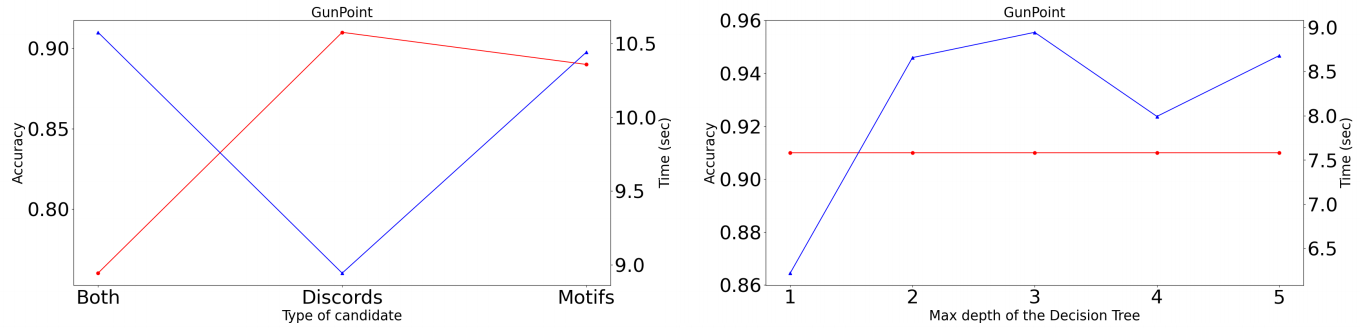 GunPoint
0.90
0.85
0.80
Accuracy
10.5
10.0
9.5
9.0
Time (sec)
Both Discords Motifs
Type of candidate
GunPoint
0.96
0.94
0.92
0.90
0.88
0.86
Accuracy
9.0
8.5
8.0
7.5
7.0
6.5
Time (sec)
1 2 3 4 5
Max depth of the Decision Tree